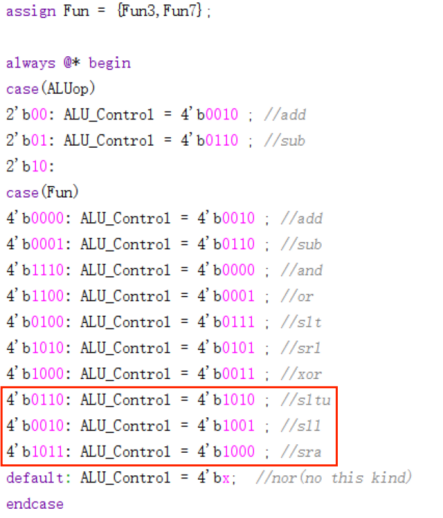 assign Fun = {Fun3,Fun7};
always @* begin
case(ALUop)
2'b00: ALU_Control = 4'b0010 ; //add
2'b01: ALU_Control = 4'b0110 ; //sub
2'b10:
case(Fun)
4'b0000: ALU_Control = 4'b0010 ; //add
4'b0001: ALU_Control = 4'b0110 ; //sub
4'b1110: ALU_Control = 4'b0000 ; //and
4'b1100: ALU_Control = 4'b0001 ; //or
4'b0100: ALU_Control = 4'b0111 ; //slt
4'b1010: ALU_Control = 4'b0101 ; //srl
4'b1000: ALU_Control = 4'b0011 ; //xor
4'b0110: ALU_Control = 4'b1010 ; //sltu
4'b0010: ALU_Control = 4'b1001 ; //sll
4'b1011: ALU_Control = 4'b1000 ; //sra
default: ALU_Control = 4'bx; //nor(no this kind)
endcase